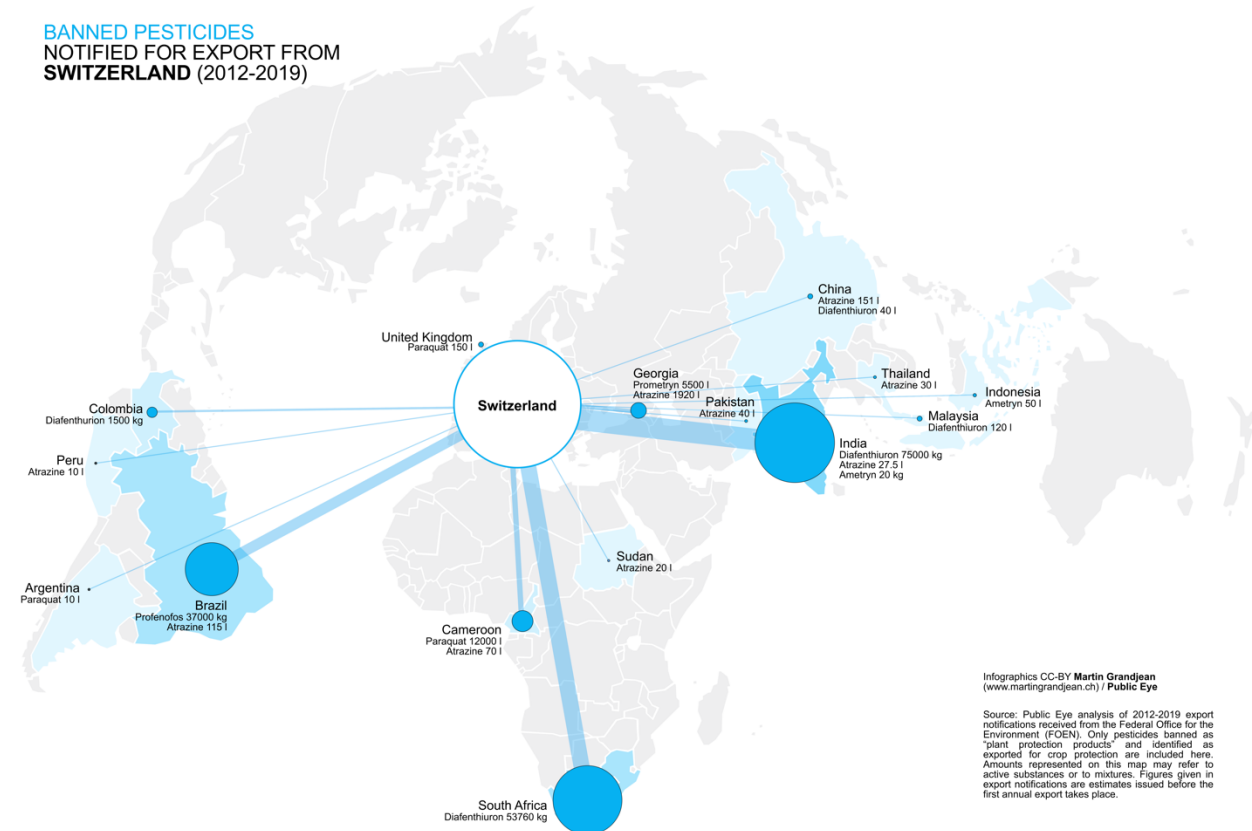 BANNED PESTICIDES
NOTIFIED FOR EXPORT FROM
SWITZERLAND (2012-2019)
China
Atrazine 151 l
Diafenthiuron 40 l
United Kingdom
Paraquat 150 l
Switzerland
Georgia
Prometryn 5500 l
Atrazine 1920 l
Thailand
Atrazine 30 l
Indonesia
Ametryn 50 l
Pakistan
Atrazine 40 l
Malaysia
Diafenthiuron 120 l
Colombia
Diafenthurion 1500 kg
India
Diafenthiuron 75000 kg
Atrazine 27.5 l
Ametryn 20 kg
Peru
Atrazine 10 l
Sudan
Atrazine 20 l
Argentina
Paraquat 10 l
Brazil
Profenofos 37000 kg
Atrazine 115 l
Cameroon
Paraquat 12000 l
Atrazine 70 l
South Africa
Diafenthiuron 53760 kg
Infographics CC-BY Martin Grandjean
(www.martingrandjean.ch) / Public Eye
Source: Public Eye analysis of 2012-2019 export
notifications received from the Federal Office for the
Environment (FOEN). Only pesticides banned as
"plant protection products" and identified as
exported for crop protection are included here.
Amounts represented on this map may refer to
active substances or to mixtures. Figures given in
export notifications are estimates issued before the
first annual export takes place.